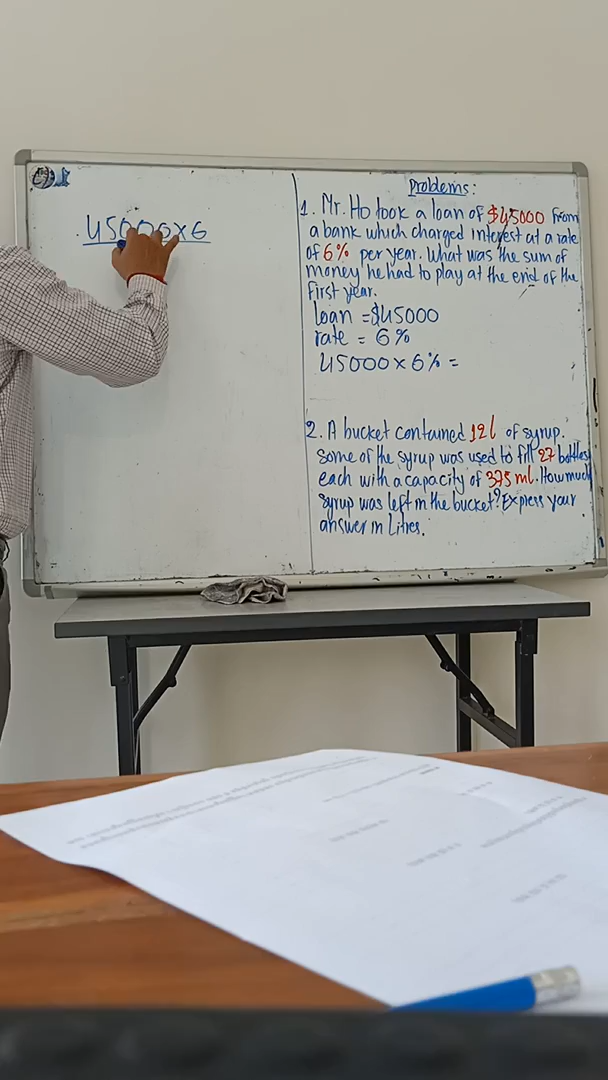 45000×6
Problems:
1. Mr. Ho took a loan of $45000 from
a bank which charged interest at a rate
of 6% per year. What was the sum of
money he had to play at the end of the
first year.
loan = $45000
rate = 6%
45000 × 6% =
2. A bucket contained 12l of syrup.
some of the syrup was used to fill 27 bottles
each with a capacity of 375 ml. How much
syrup was left in the bucket? Express your
answer in Litres.